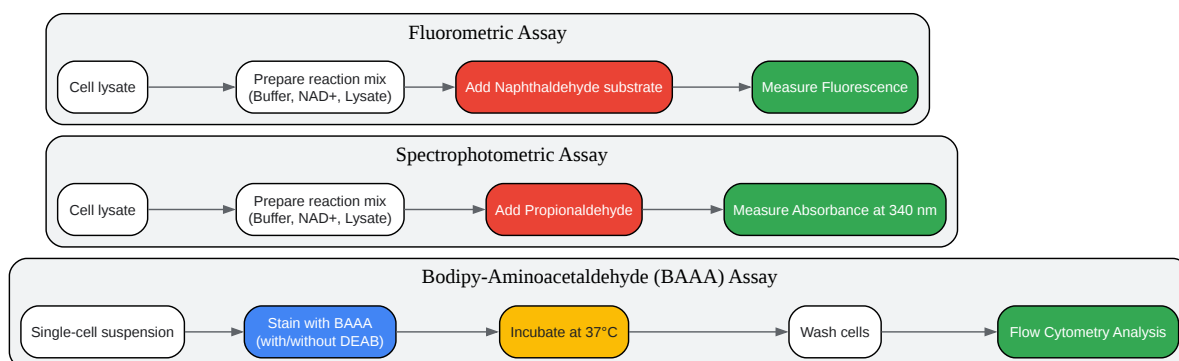 Fluorometric Assay
Cell lysate
Prepare reaction mix
(Buffer, NAD+, Lysate)
Add Naphthaldehyde substrate
Measure Fluorescence
Spectrophotometric Assay
Cell lysate
Prepare reaction mix
(Buffer, NAD+, Lysate)
Add Propionaldehyde
Measure Absorbance at 340 nm
Bodipy-Aminoacetaldehyde (BAAA) Assay
Single-cell suspension
Stain with BAAA
(with/without DEAB)
Incubate at 37°C
Wash cells
Flow Cytometry Analysis